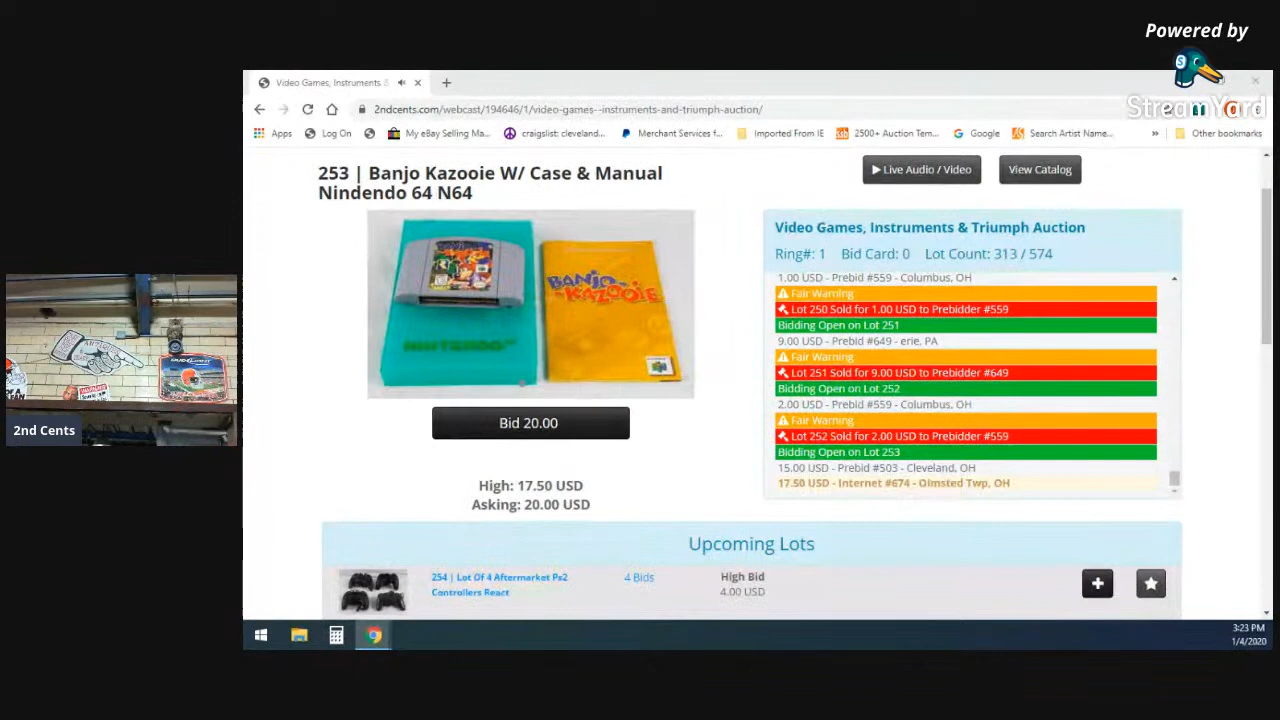 Powered by
StreamYard
Video Games, Instruments &
2ndcents.com/webcast/194646/1/video-games--instruments-and-triumph-auction/
Apps
Log On
My eBay Selling Ma...
craigslist: cleveland...
Merchant Services f...
Imported From IE
2500+ Auction Tem...
Google
Search Artist Name...
»
Other bookmarks
253 | Banjo Kazooie W/ Case & Manual
Nindendo 64 N64
Live Audio / Video
View Catalog
BANJO
KAZOOIE
NINTENDO
Bid 20.00
High: 17.50 USD
Asking: 20.00 USD
Video Games, Instruments & Triumph Auction
Ring#: 1 Bid Card: 0 Lot Count: 313 / 574
1.00 USD - Prebid #559 - Columbus, OH
Fair Warning
Lot 250 Sold for 1.00 USD to Prebidder #559
Bidding Open on Lot 251
9.00 USD - Prebid #649 - erie, PA
Fair Warning
Lot 251 Sold for 9.00 USD to Prebidder #649
Bidding Open on Lot 252
2.00 USD - Prebid #559 - Columbus, OH
Fair Warning
Lot 252 Sold for 2.00 USD to Prebidder #559
Bidding Open on Lot 253
15.00 USD - Prebid #503 - Cleveland, OH
17.50 USD - Internet #674 - Olmsted Twp, OH
Upcoming Lots
254 | Lot Of 4 Aftermarket Ps2
Controllers React
4 Bids
High Bid
4.00 USD
2nd Cents
3:23 PM
1/4/2020